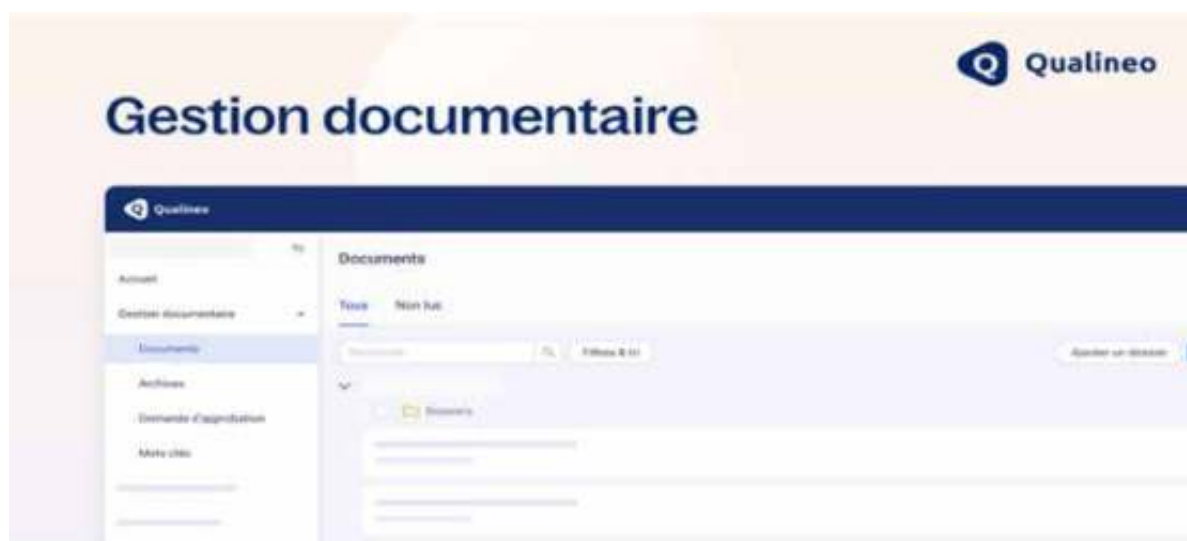 Qualineo
Gestion documentaire
Qualineo
Documents
Accueil
Tous Non lus
Gestion documentaire
Documents
Filtres & tri
Ajouter un dossier
Archives
Dossiers
Demande d'approbation
Mots clés